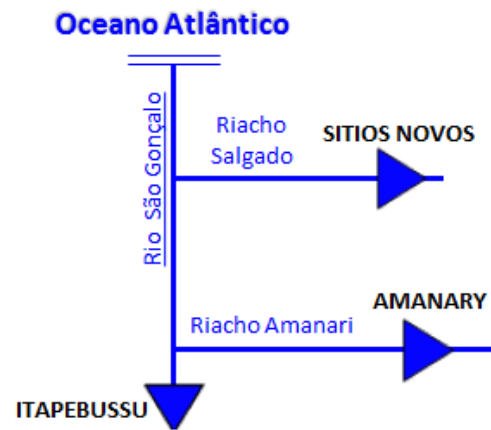 Oceano Atlântico
Rio São Gonçalo
Riacho
Salgado
SITIOS NOVOS
AMANARY
Riacho Amanari
ITAPEBUSSU